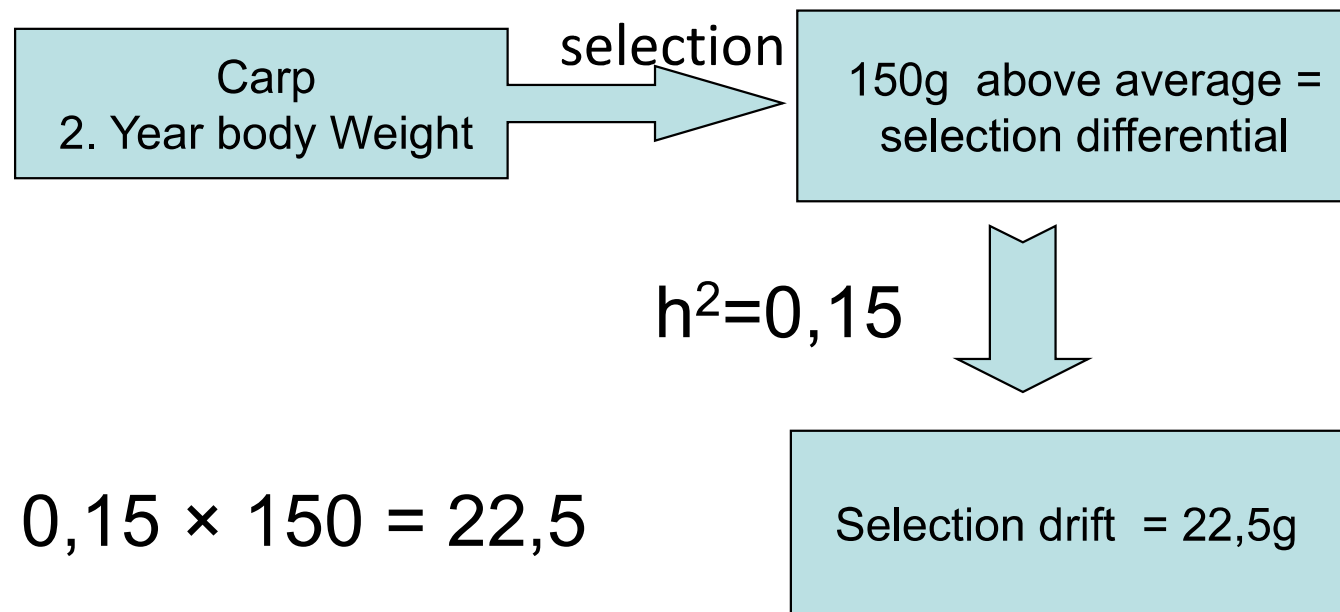 Carp
2. Year body Weight
selection
150g above average =
selection differential
h²=0,15
0,15 × 150 = 22,5
Selection drift = 22,5g